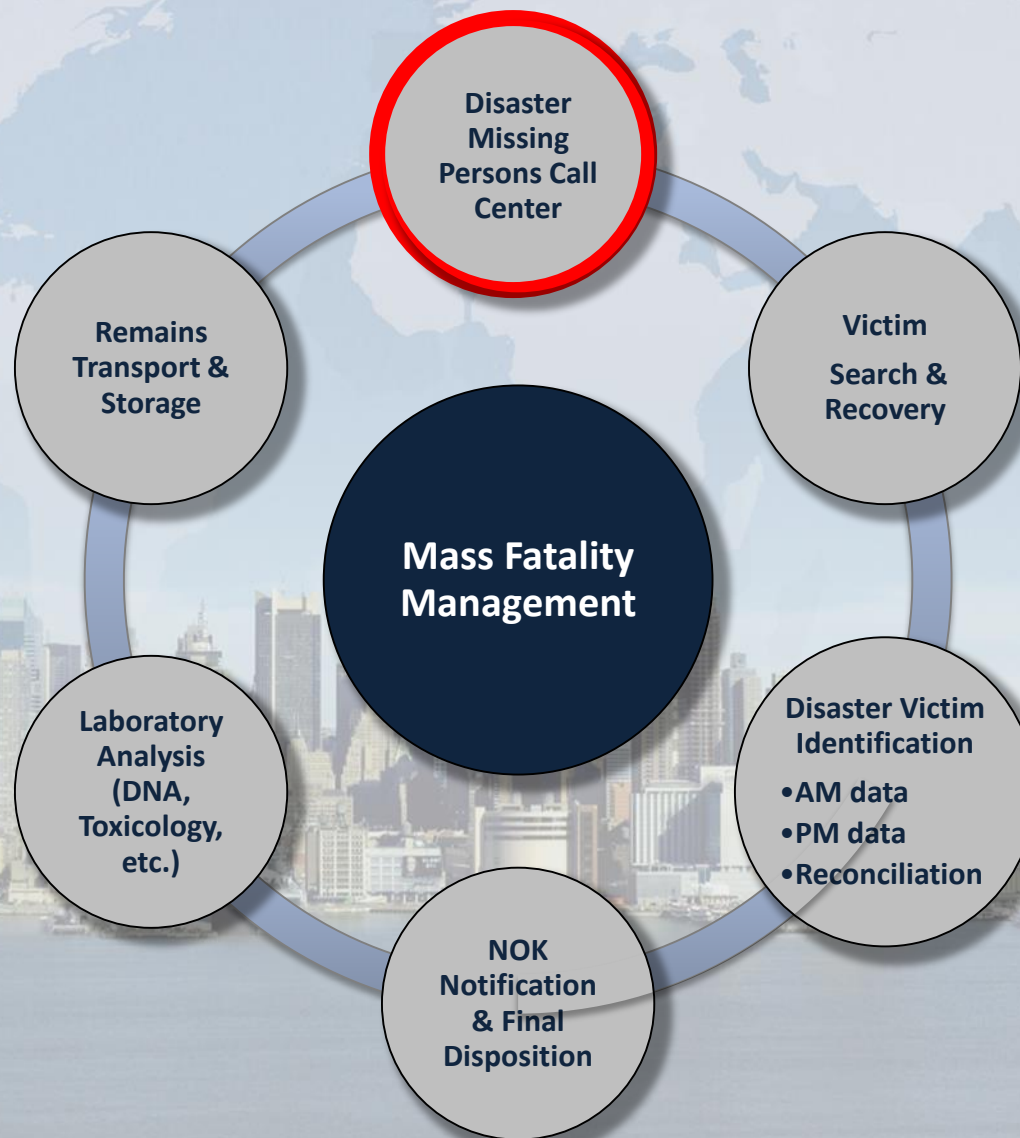 Disaster
Missing
Persons Call
Center
Victim
Search &
Recovery
Disaster Victim
Identification
•AM data
•PM data
•Reconciliation
NOK
Notification
& Final
Disposition
Laboratory
Analysis
(DNA,
Toxicology,
etc.)
Remains
Transport &
Storage
Mass Fatality
Management